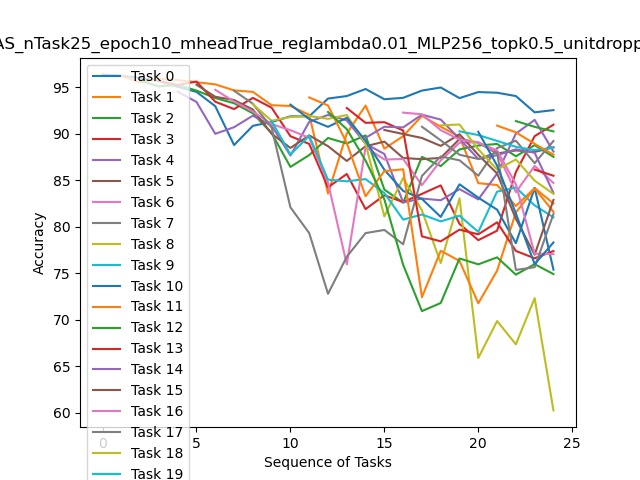 AS_nTask25_epoch10_mheadTrue_reglambda0.01_MLP256_topk0.5_unitdropp
95
90
85
80
75
70
65
60
Accuracy
0
5
10
15
20
25
Sequence of Tasks
Task 0
Task 1
Task 2
Task 3
Task 4
Task 5
Task 6
Task 7
Task 8
Task 9
Task 10
Task 11
Task 12
Task 13
Task 14
Task 15
Task 16
Task 17
Task 18
Task 19